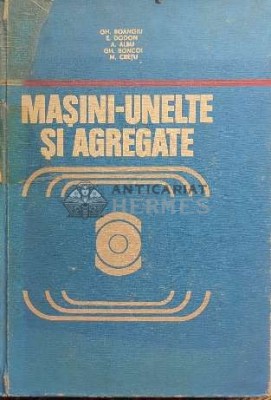 GH. BOANGIU
E. DODON
A. ALBU
GH. BONCOI
N. CREȚU
MAȘINI-UNELTE
ȘI AGREGATE
ANTICARIAT
HERMES